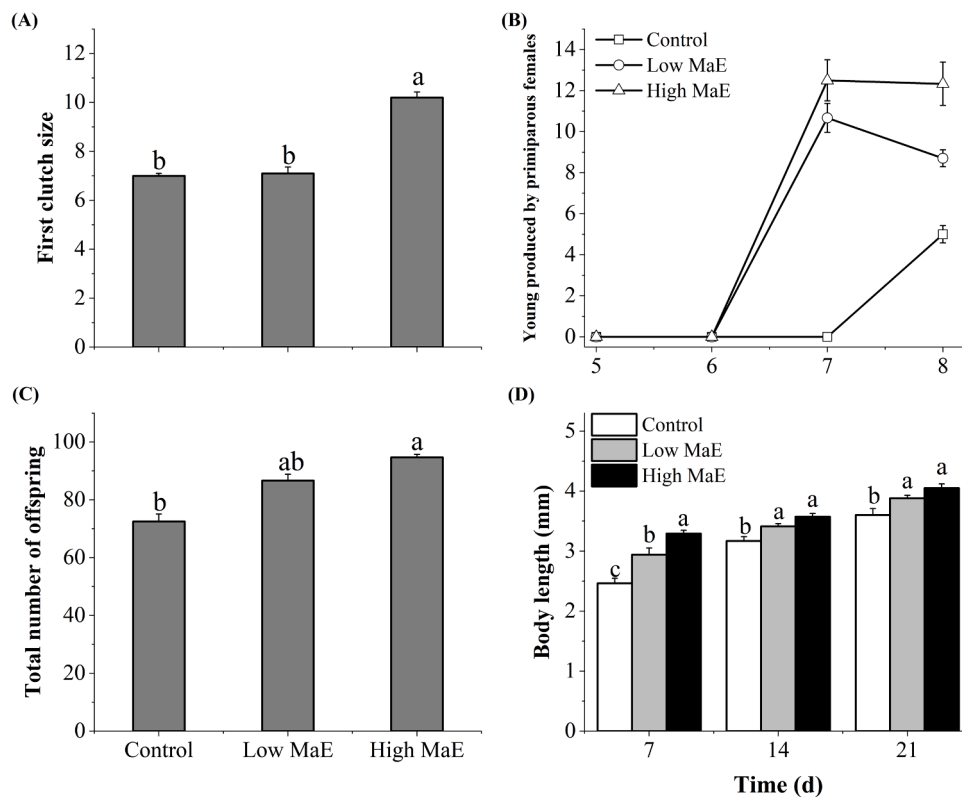 (A)
First clutch size
12
10
8
6
4
2
0
b
b
a
(B)
Young produced by primiparous females
14
12
10
8
6
4
2
0
Control
Low MaE
High MaE
5
6
7
8
(C)
Total number of offspring
100
80
60
40
20
0
b
ab
a
Control
Low MaE
High MaE
(D)
Body length (mm)
5
4
3
2
1
0
Control
Low MaE
High MaE
c
b
a
b
a
a
b
a
a
7
14
21
Time (d)